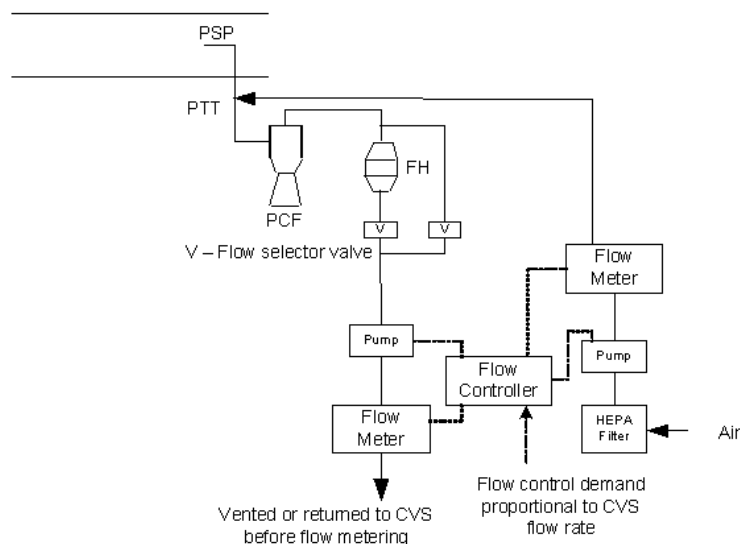 PSP
PTT
FH
PCF
V
V
V – Flow selector valve
Flow
Meter
Pump
Flow
Controller
Pump
Flow
Meter
HEPA
Filter
Air
Flow control demand
proportional to CVS
flow rate
Vented or returned to CVS
before flow metering